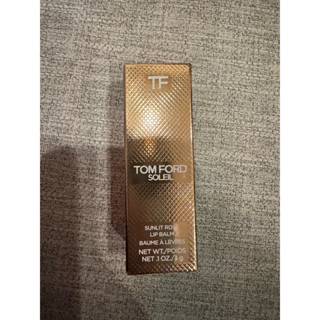 TF
TOM FORD
SOLEIL
SUNLIT ROSE
LIP BALM
BAUME À LÈVRES
NET WT./POIDS
NET .1 OZ./3 g